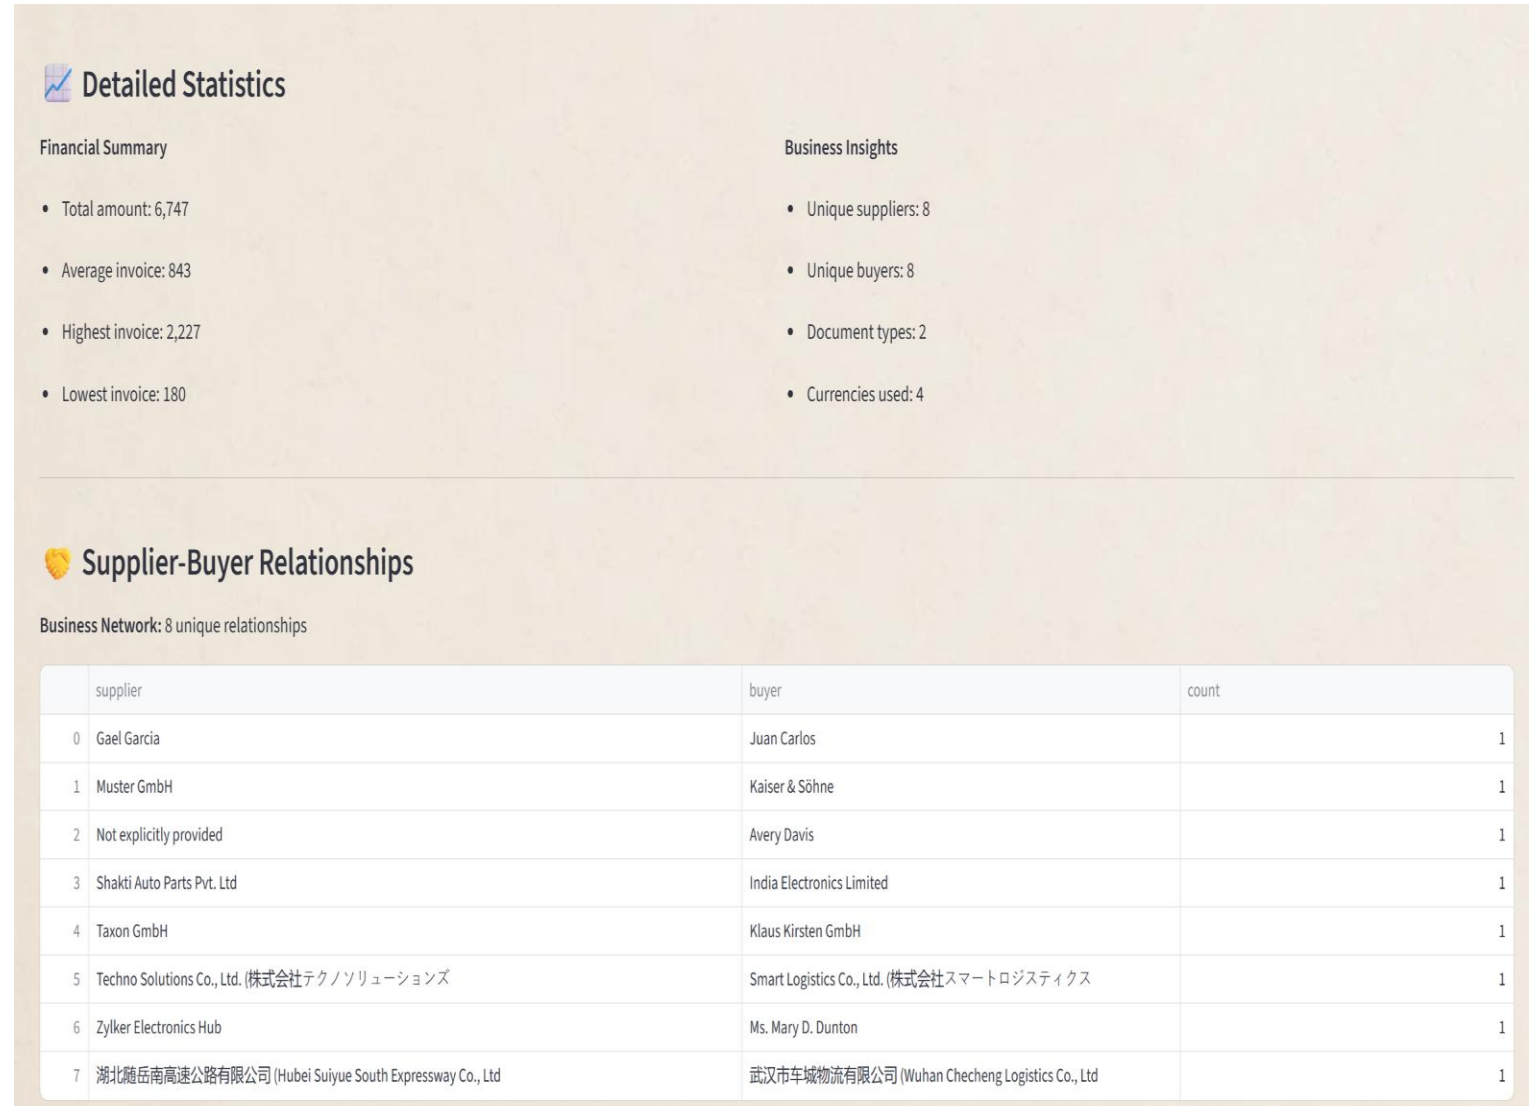 Detailed Statistics
Financial Summary
• Total amount: 6,747
• Average invoice: 843
• Highest invoice: 2,227
• Lowest invoice: 180
Business Insights
• Unique suppliers: 8
• Unique buyers: 8
• Document types: 2
• Currencies used: 4
Supplier-Buyer Relationships
Business Network: 8 unique relationships
supplier buyer count
0 Gael Garcia Juan Carlos 1
1 Muster GmbH Kaiser & Söhne 1
2 Not explicitly provided Avery Davis 1
3 Shakti Auto Parts Pvt. Ltd India Electronics Limited 1
4 Taxon GmbH Klaus Kirsten GmbH 1
5 Techno Solutions Co., Ltd. (株式会社テクノソリューションズ Smart Logistics Co., Ltd. (株式会社スマートロジスティクス 1
6 Zylker Electronics Hub Ms. Mary D. Dunton 1
7 湖北随岳南高速公路有限公司 (Hubei Suiyue South Expressway Co., Ltd 武汉市车城物流有限公司 (Wuhan Checheng Logistics Co., Ltd 1